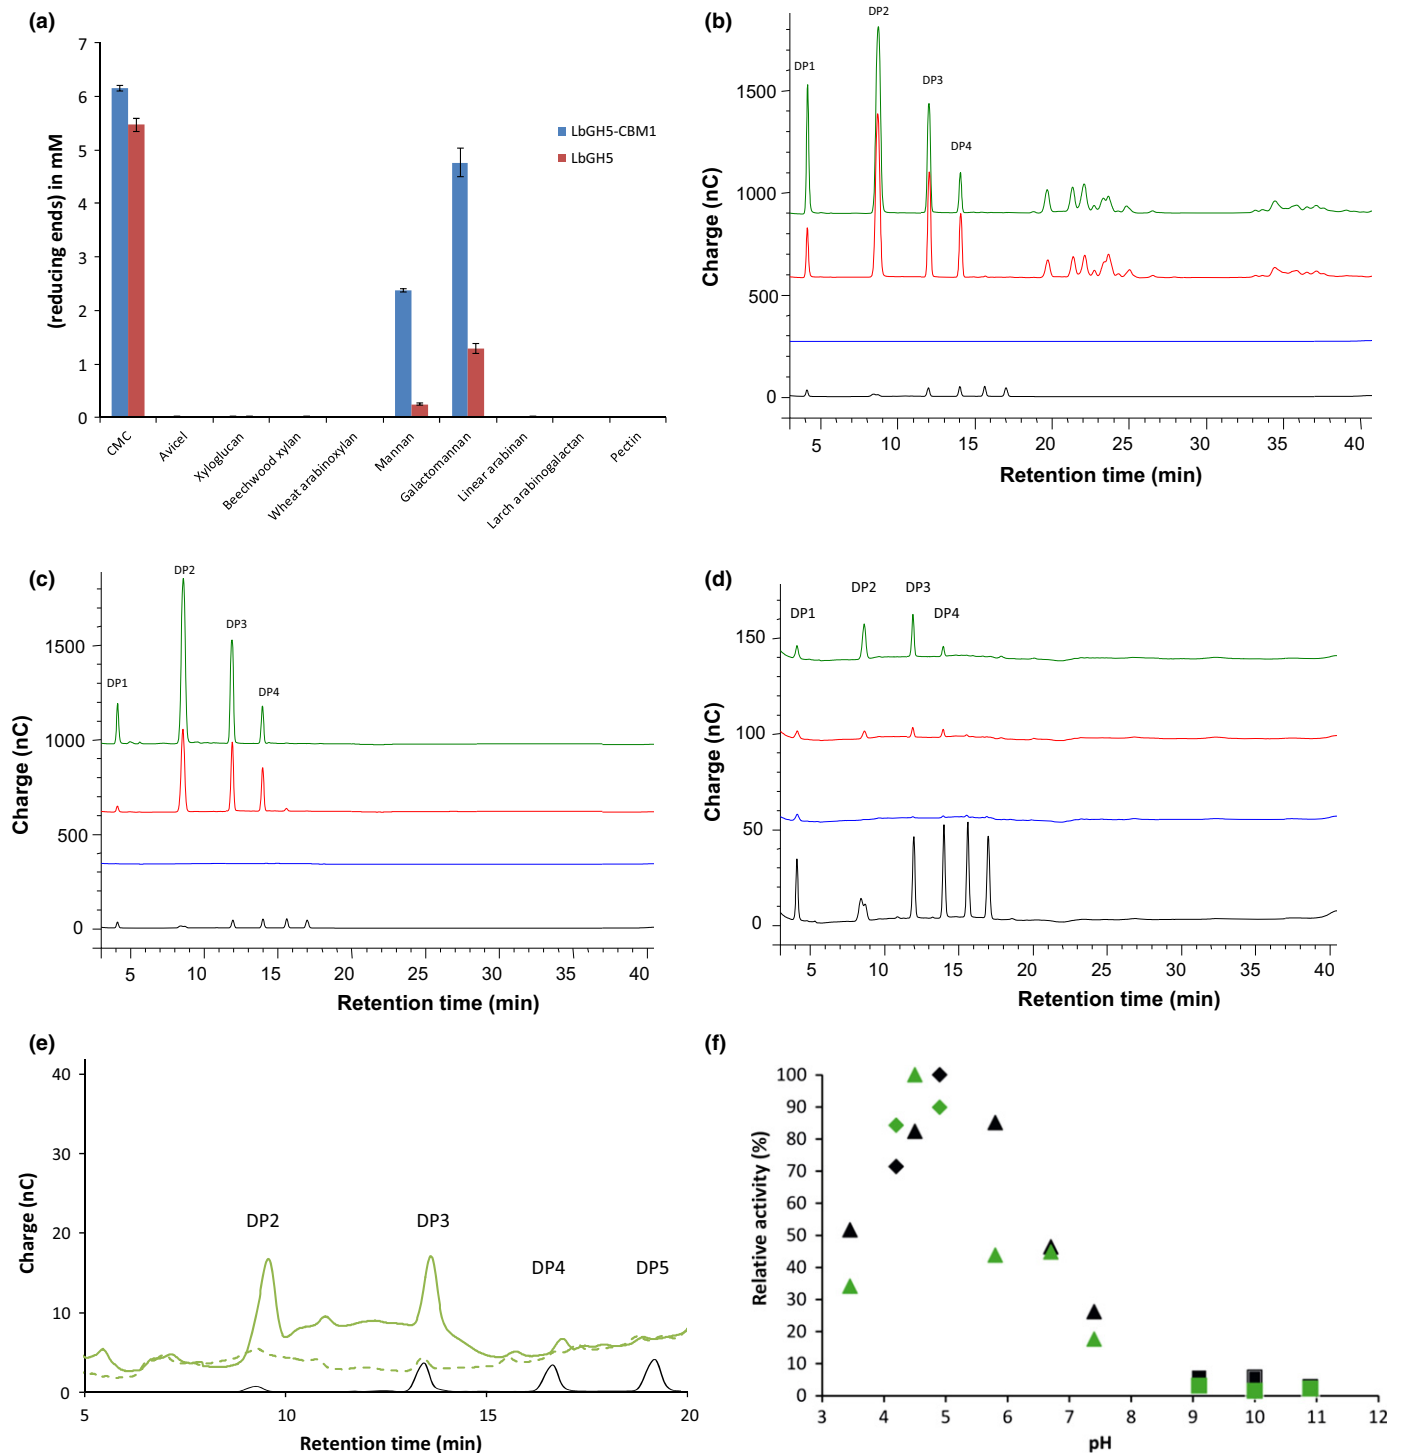 (a)
7
6
5
4
3
2
1
0
(reducing ends) in mM
LbGH5-CBM1
LbGH5
CMC
Avicel
Xyloglucan
Beechwood xylan
Wheat arabinoxylan
Mannan
Galactomannan
Linear arabinan
Larch arabinogalactan
Pectin
(b)
DP1
DP2
DP3
DP4
1500
1000
500
0
Charge (nC)
5 10 15 20 25 30 35 40
Retention time (min)
(c)
DP1
DP2
DP3
DP4
1500
1000
500
0
Charge (nC)
5 10 15 20 25 30 35 40
Retention time (min)
(d)
DP1
DP2
DP3
DP4
150
100
50
0
Charge (nC)
5 10 15 20 25 30 35 40
Retention time (min)
(e)
40
30
20
10
0
Charge (nC)
DP2
DP3
DP4
DP5
5 10 15 20
Retention time (min)
(f)
100
90
80
70
60
50
40
30
20
10
0
Relative activity (%)
3 4 5 6 7 8 9 10 11 12
pH